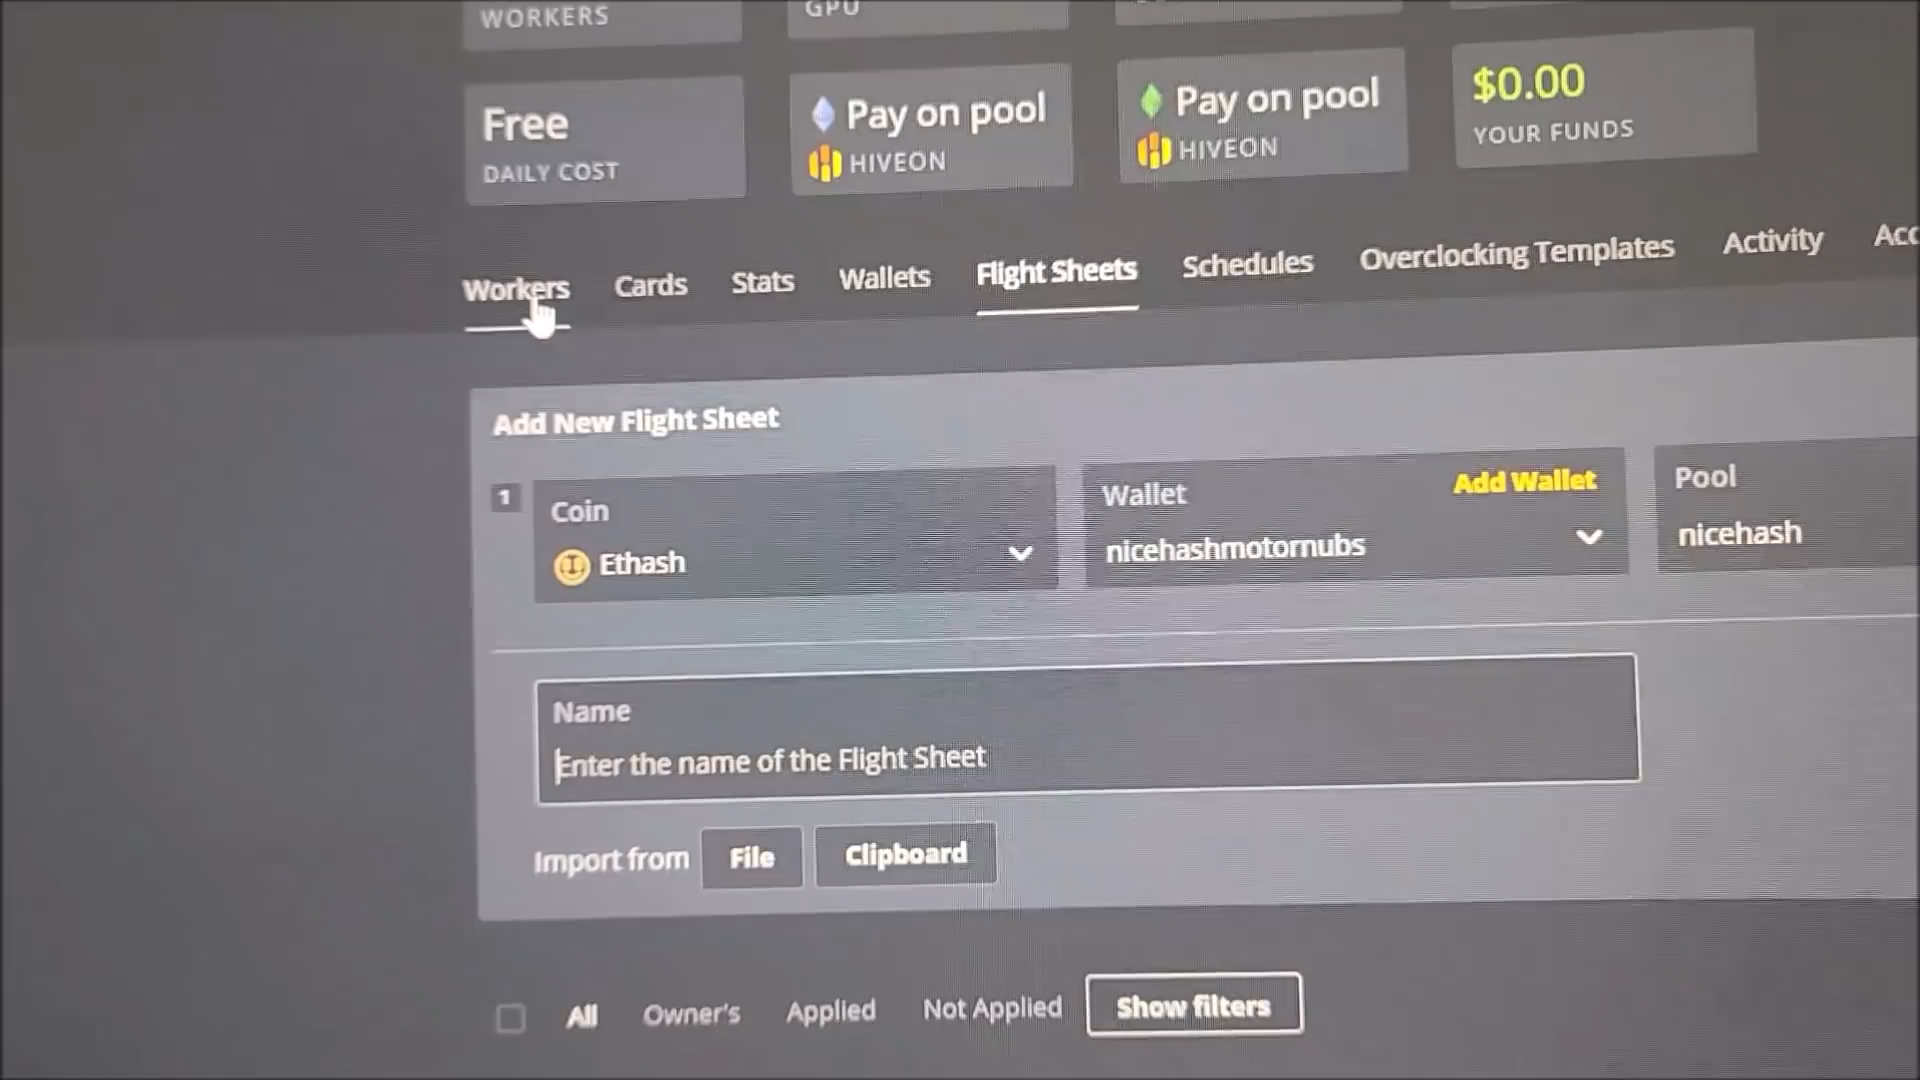 WORKERS
GPU
Free
DAILY COST
Pay on pool
HIVEON
Pay on pool
HIVEON
$0.00
YOUR FUNDS
Workers Cards Stats Wallets Flight Sheets Schedules Overclocking Templates Activity
Add New Flight Sheet
1
Coin
Ethash
Wallet
Add Wallet
nicehashmotornubs
Pool
nicehash
Name
Enter the name of the Flight Sheet
Import from File Clipboard
All Owner's Applied Not Applied Show filters